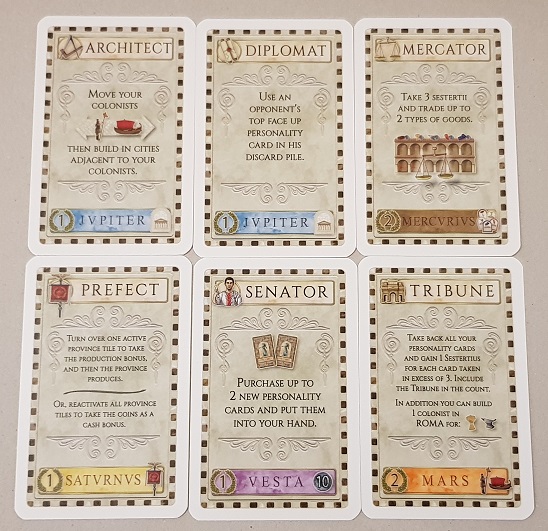 ARCHITECT
MOVE YOUR
COLONISTS
THEN BUILD IN CITIES
ADJACENT TO YOUR
COLONISTS.
1 JVPITER
DIPLOMAT
USE AN
OPPONENT'S
TOP FACE UP
PERSONALITY
CARD IN HIS
DISCARD PILE.
1 JVPITER
MERCATOR
TAKE 3 SESTERTII
AND TRADE UP TO
2 TYPES OF GOODS.
2 MERCVRIVS
PREFECT
TURN OVER ONE ACTIVE
PROVINCE TILE TO TAKE
THE PRODUCTION BONUS,
AND THEN THE PROVINCE
PRODUCES.
OR, REACTIVATE ALL PROVINCE
TILES TO TAKE THE COINS AS A
CASH BONUS.
1 SATVRNVS
SENATOR
PURCHASE UP TO
2 NEW PERSONALITY
CARDS AND PUT THEM
INTO YOUR HAND.
1 VESTA 10
TRIBUNE
TAKE BACK ALL YOUR
PERSONALITY CARDS
AND GAIN 1 SESTERTIUS
FOR EACH CARD TAKEN
IN EXCESS OF 3. INCLUDE
THE TRIBUNE IN THE COUNT.
IN ADDITION YOU CAN BUILD
1 COLONIST IN
ROMA FOR:
2 MARS